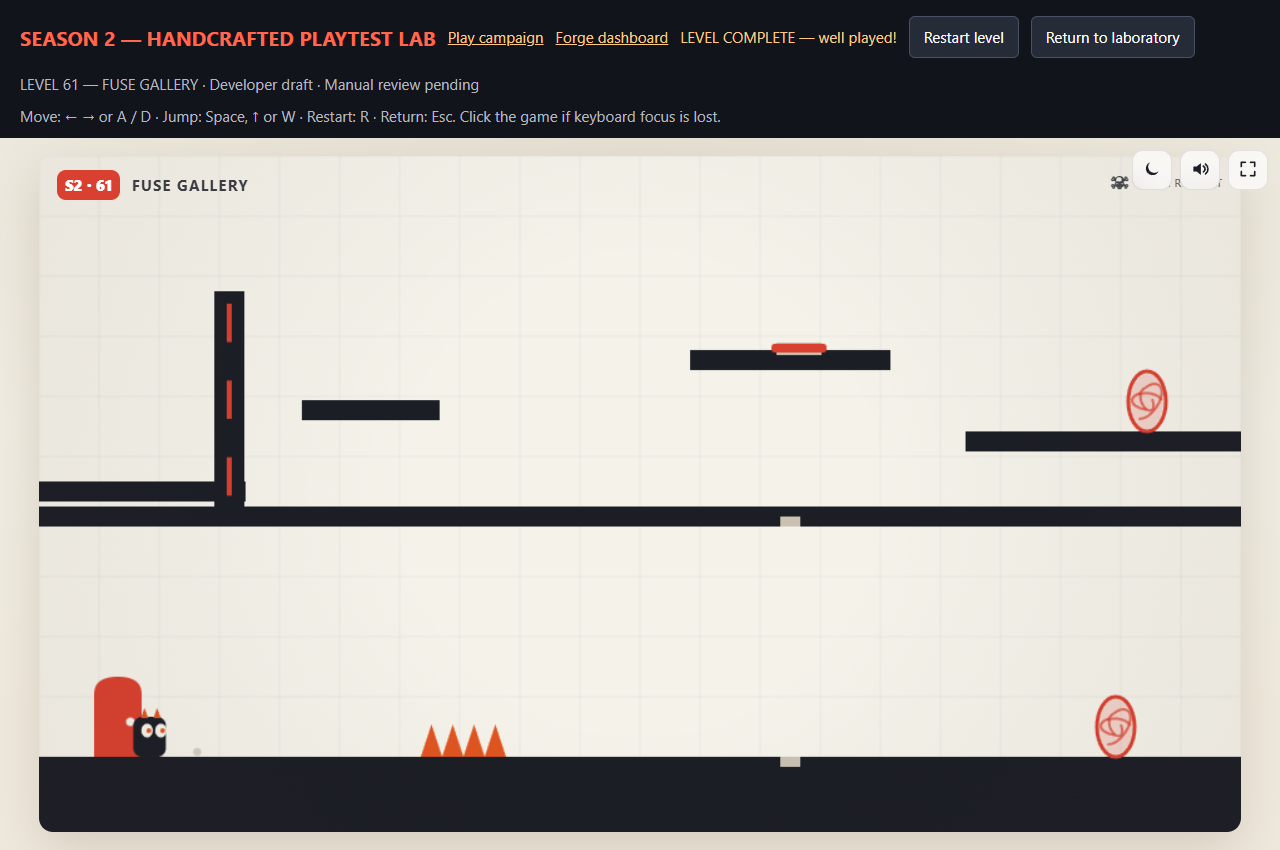 SEASON 2 — HANDCRAFTED PLAYTEST LAB Play campaign Forge dashboard LEVEL COMPLETE — well played! Restart level Return to laboratory
LEVEL 61 — FUSE GALLERY · Developer draft · Manual review pending
Move: ← → or A / D · Jump: Space, ↑ or W · Restart: R · Return: Esc. Click the game if keyboard focus is lost.
S2 · 61 FUSE GALLERY